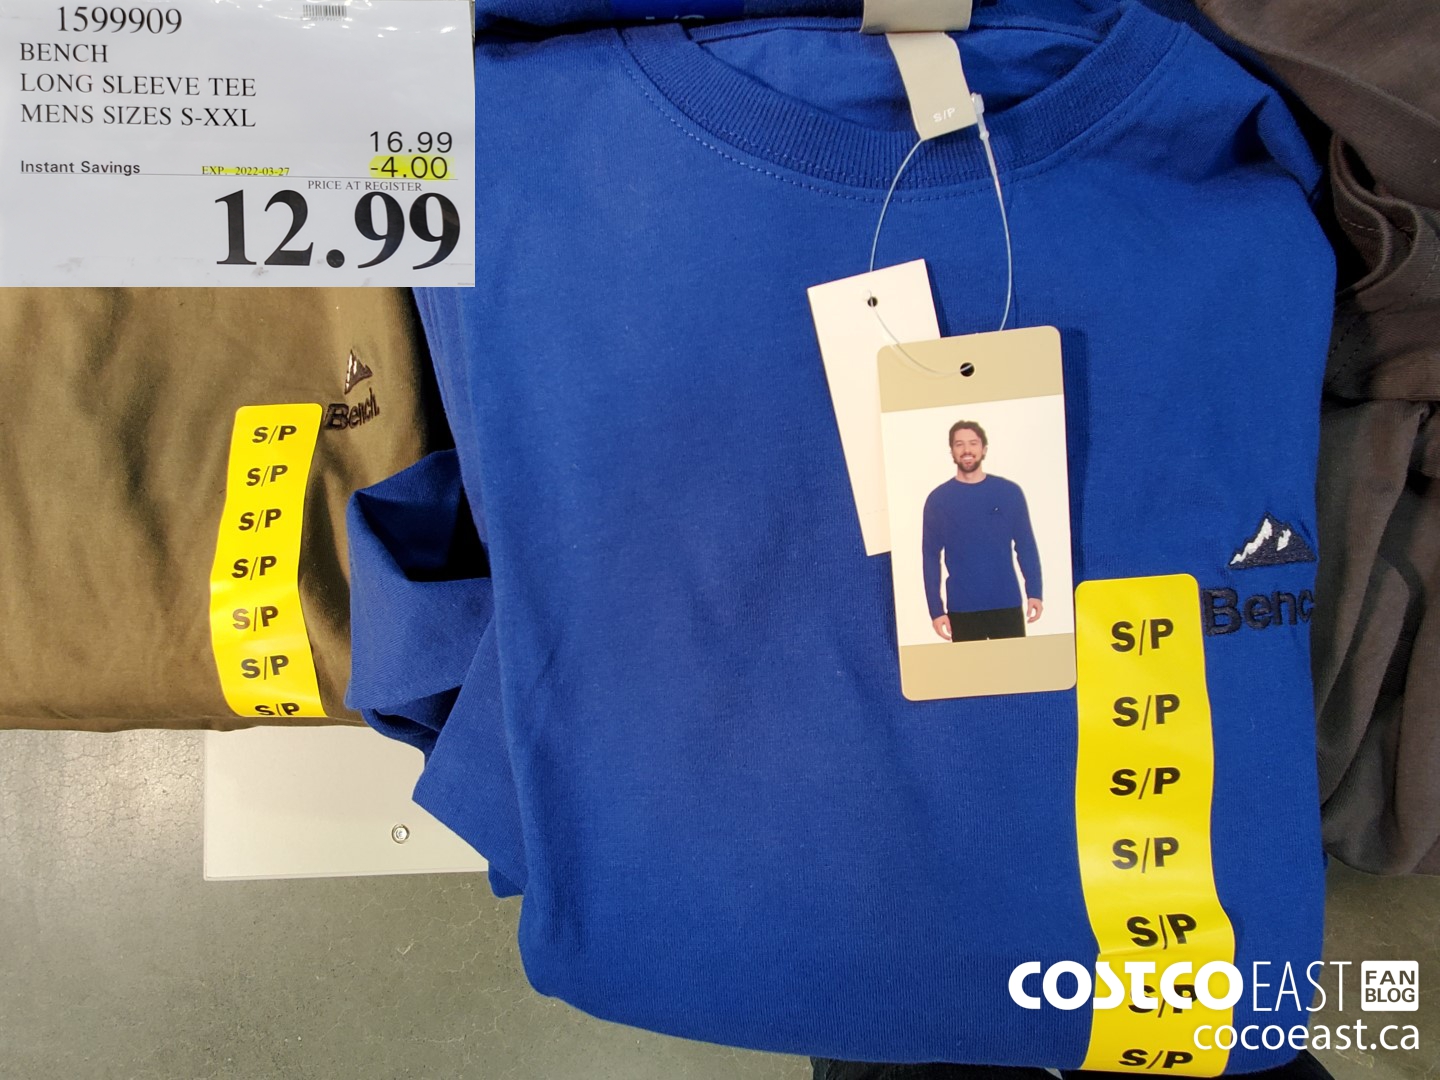 1599909
BENCH
LONG SLEEVE TEE
MENS SIZES S-XXL
16.99
Instant Savings EXP. 2022-03-27 -4.00
PRICE AT REGISTER
12.99
S/P
Bench.
S/P
S/P
S/P
S/P
S/P
S/P
S/P
Benc
S/P
S/P
S/P
S/P
S/P
S/P
S/P
COSTCO EAST FAN BLOG
cocoeast.ca